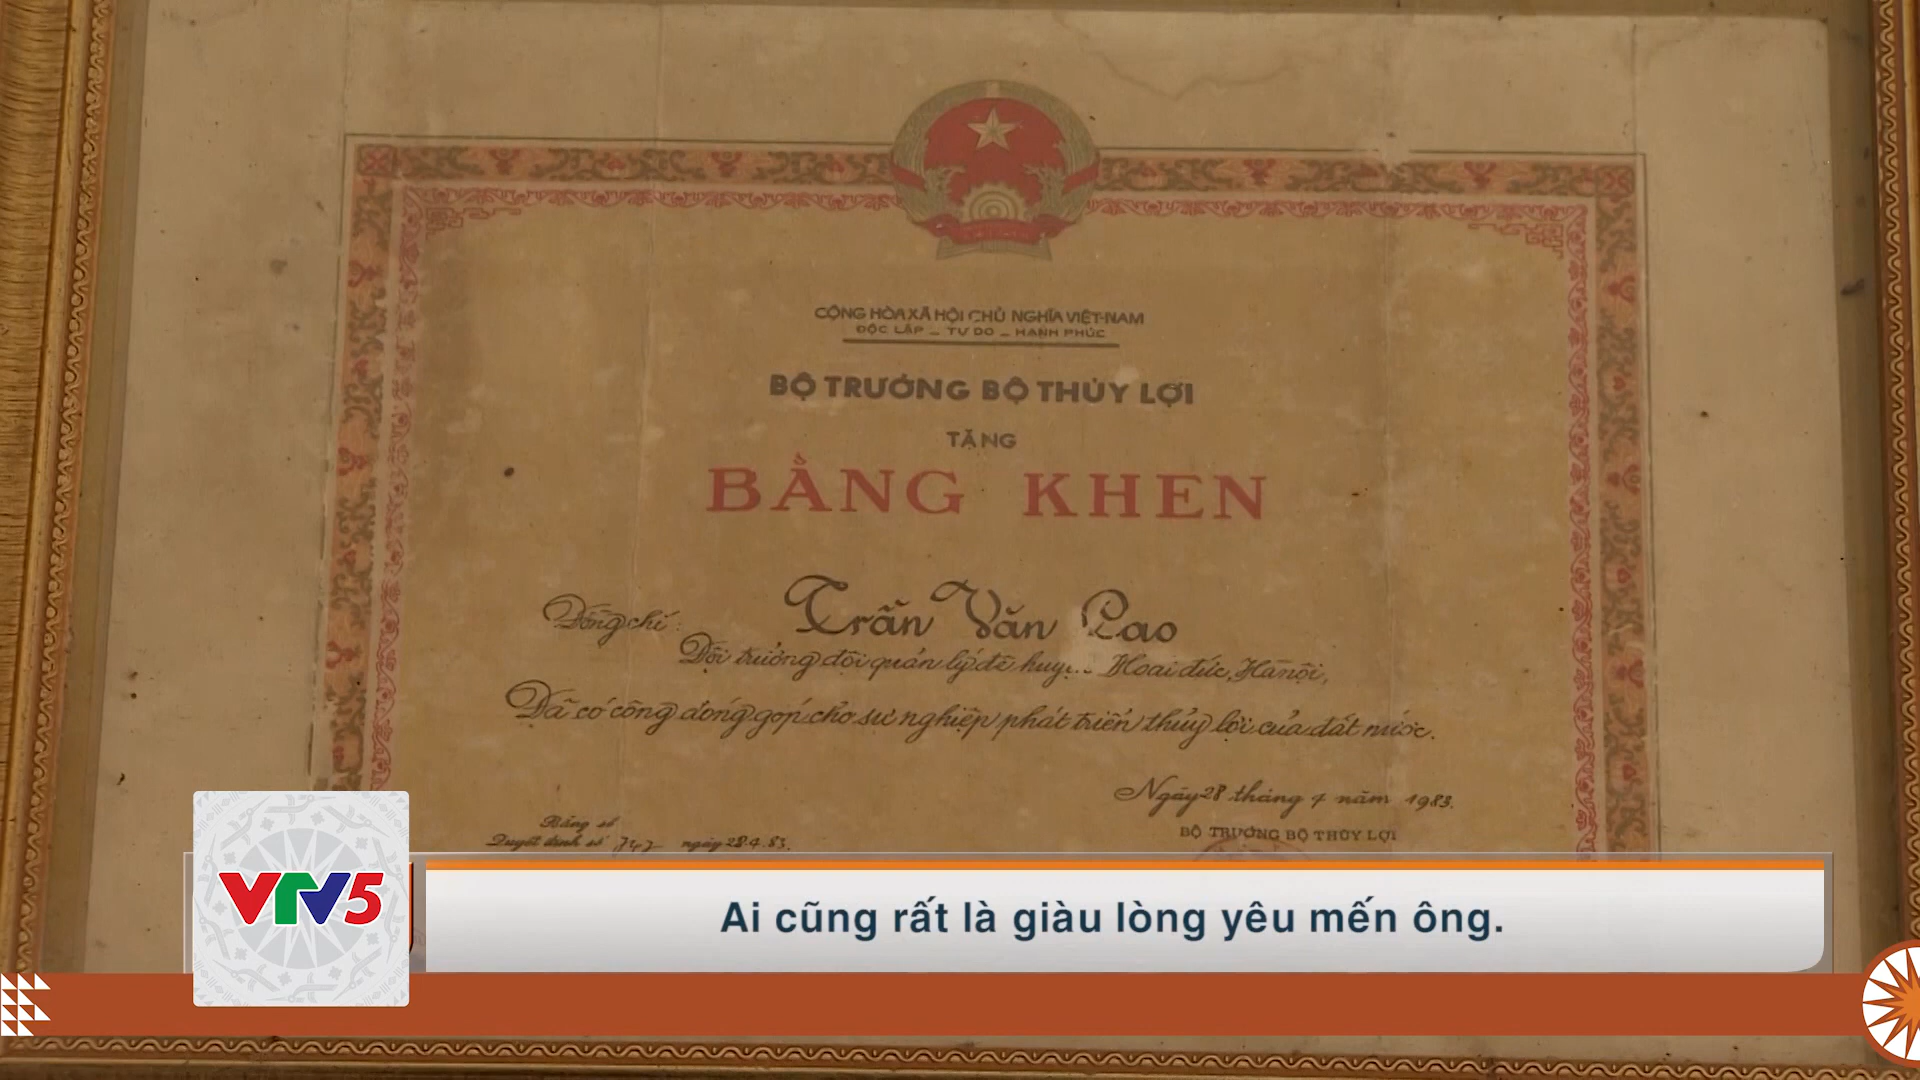 CỘNG HÒA XÃ HỘI CHỦ NGHĨA VIỆT-NAM
ĐỘC LẬP - TỰ DO - HẠNH PHÚC
BỘ TRƯỞNG BỘ THỦY LỢI
TẶNG
BẰNG KHEN
Đồng chí: Trần Văn Cao
Đội trưởng đội quản lý đê Hoài đức, Hà nội,
Đã có công đóng góp cho sự nghiệp phát triển thủy lợi của đất nước.
Ngày 28 tháng 4 năm 1983.
BỘ TRƯỞNG BỘ THỦY LỢI
Bằng số
Quyết định số ngày 28.4.83.
VTV5
Ai cũng rất là giàu lòng yêu mến ông.